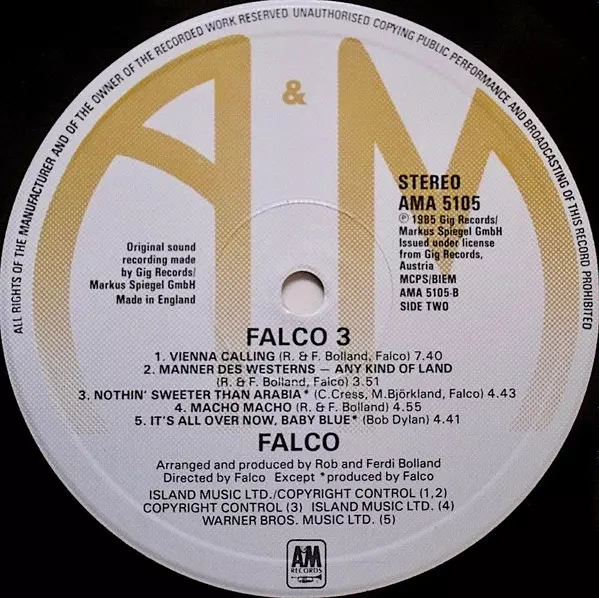 ALL RIGHTS OF THE MANUFACTURER AND OF THE OWNER OF THE RECORDED WORK RESERVED UNAUTHORISED COPYING PUBLIC PERFORMANCE AND BROADCASTING OF THIS RECORD PROHIBITED
A & M
STEREO
AMA 5105
Ⓟ 1985 Gig Records/
Markus Spiegel GmbH
Issued under license
from Gig Records,
Austria
MCPS/BIEM
AMA 5105-B
SIDE TWO
Original sound
recording made
by Gig Records/
Markus Spiegel GmbH
Made in England
FALCO 3
1. VIENNA CALLING (R. & F. Bolland, Falco) 7.40
2. MANNER DES WESTERNS – ANY KIND OF LAND
(R. & F. Bolland, Falco) 3.51
3. NOTHIN' SWEETER THAN ARABIA* (C. Cress, M. Björkland, Falco) 4.43
4. MACHO MACHO (R. & F. Bolland) 4.55
5. IT'S ALL OVER NOW, BABY BLUE* (Bob Dylan) 4.41
FALCO
Arranged and produced by Rob and Ferdi Bolland
Directed by Falco Except * produced by Falco
ISLAND MUSIC LTD./COPYRIGHT CONTROL (1,2)
COPYRIGHT CONTROL (3) ISLAND MUSIC LTD. (4)
WARNER BROS. MUSIC LTD. (5)
A&M
RECORDS